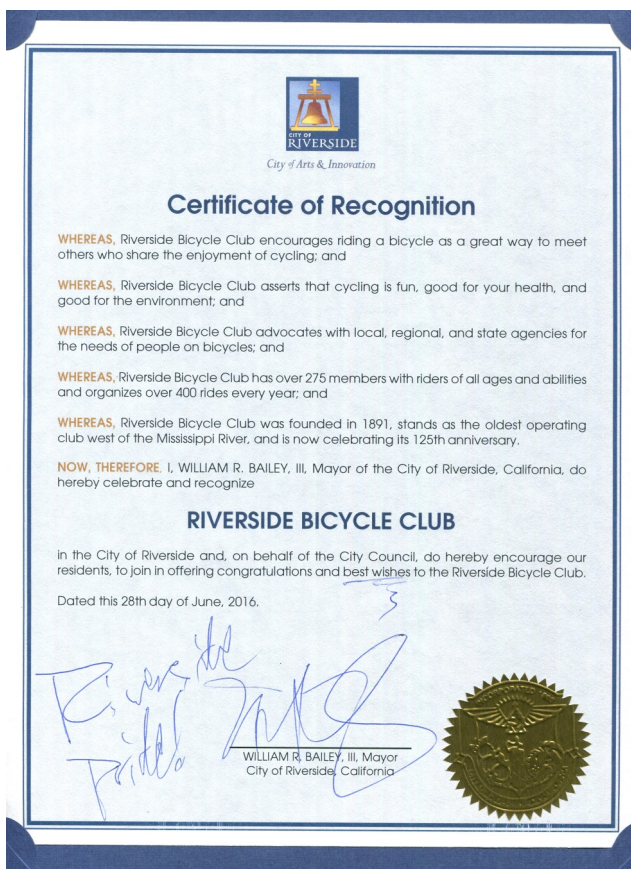 CITY OF
RIVERSIDE
City of Arts & Innovation
Certificate of Recognition
WHEREAS, Riverside Bicycle Club encourages riding a bicycle as a great way to meet
others who share the enjoyment of cycling; and
WHEREAS, Riverside Bicycle Club asserts that cycling is fun, good for your health, and
good for the environment; and
WHEREAS, Riverside Bicycle Club advocates with local, regional, and state agencies for
the needs of people on bicycles; and
WHEREAS, Riverside Bicycle Club has over 275 members with riders of all ages and abilities
and organizes over 400 rides every year; and
WHEREAS, Riverside Bicycle Club was founded in 1891, stands as the oldest operating
club west of the Mississippi River, and is now celebrating its 125th anniversary.
NOW, THEREFORE, I, WILLIAM R. BAILEY, III, Mayor of the City of Riverside, California, do
hereby celebrate and recognize
RIVERSIDE BICYCLE CLUB
in the City of Riverside and, on behalf of the City Council, do hereby encourage our
residents, to join in offering congratulations and best wishes to the Riverside Bicycle Club.
Dated this 28th day of June, 2016.
Riverside
Pride!
WILLIAM R. BAILEY, III, Mayor
City of Riverside, California